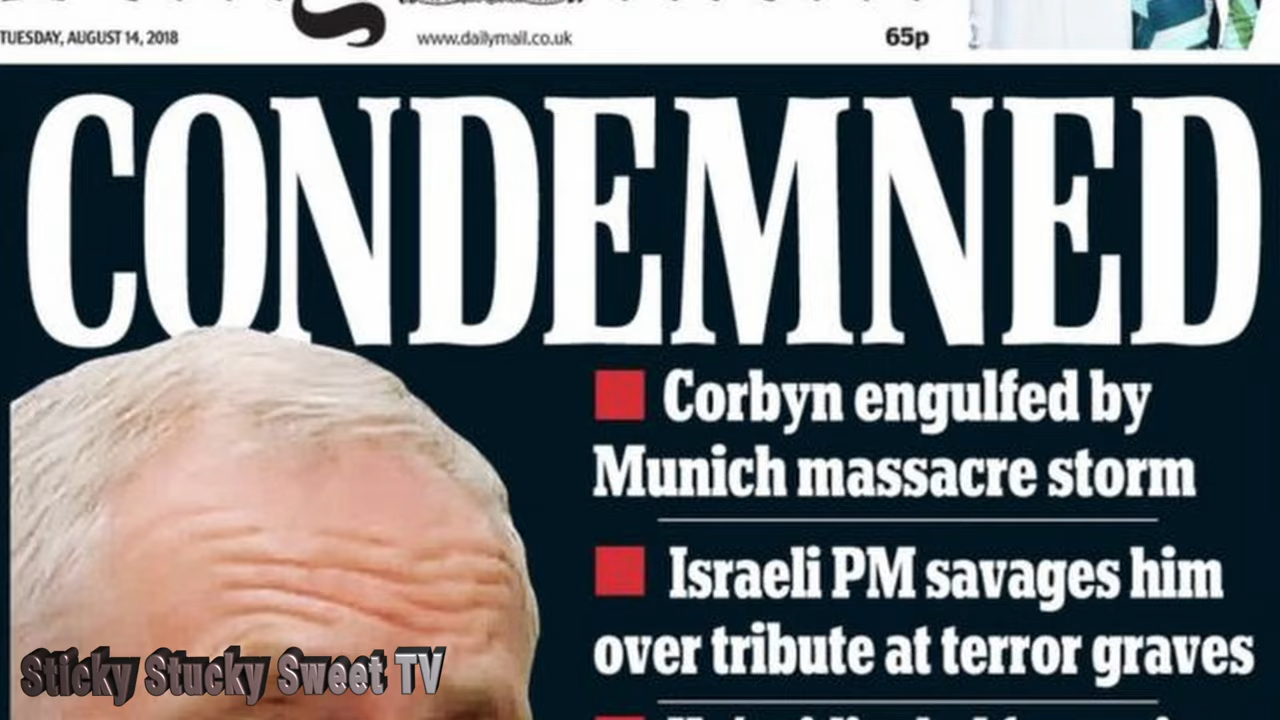 TUESDAY, AUGUST 14, 2018 www.dailymail.co.uk 65p
CONDEMNED
Corbyn engulfed by
Munich massacre storm
Israeli PM savages him
over tribute at terror graves
Sticky Stucky Sweet TV